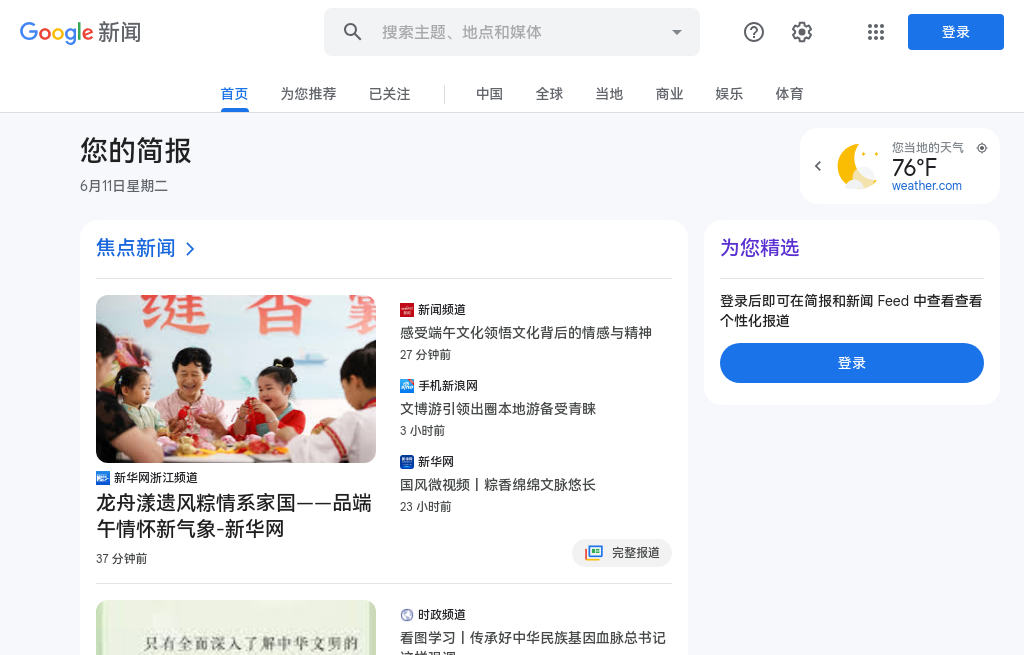 Google 新闻
搜索主题、地点和媒体
登录
首页
为您推荐
已关注
中国
全球
当地
商业
娱乐
体育
您的简报
6月11日星期二
您当地的天气
76°F
weather.com
焦点新闻
缝 香 襄
新华网浙江频道
龙舟漾遗风粽情系家国——品端
午情怀新气象-新华网
37 分钟前
新闻频道
感受端午文化领悟文化背后的情感与精神
27 分钟前
手机新浪网
文博游引领出圈本地游备受青睐
3 小时前
新华网
国风微视频丨粽香绵绵文脉悠长
23 小时前
完整报道
为您精选
登录后即可在简报和新闻 Feed 中查看查看
个性化报道
登录
只有全面深入了解中华文明的
时政频道
看图学习丨传承好中华民族基因血脉总书记